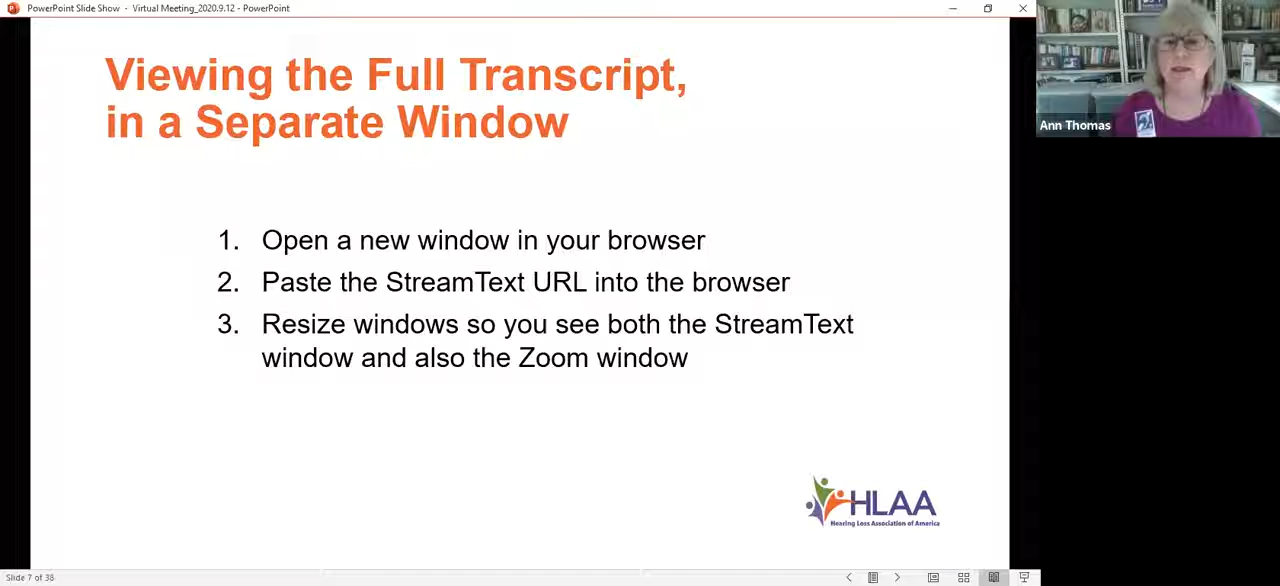 PowerPoint Slide Show - Virtual Meeting_2020.9.12 - PowerPoint
Viewing the Full Transcript,
in a Separate Window
1. Open a new window in your browser
2. Paste the StreamText URL into the browser
3. Resize windows so you see both the StreamText
window and also the Zoom window
HLAA
Hearing Loss Association of America
Slide 7 of 38
Ann Thomas